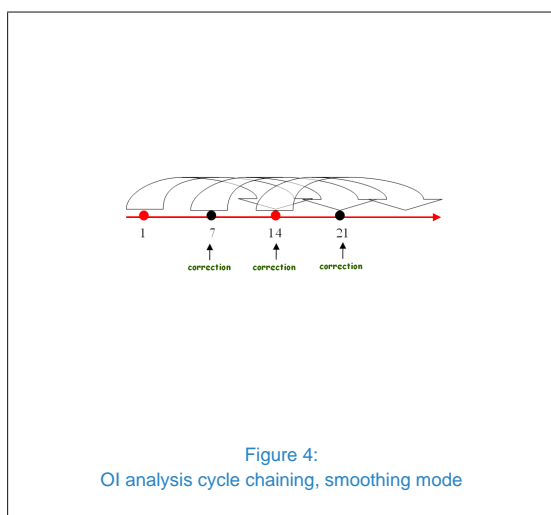 1 7 14 21
correction correction correction
Figure 4:
OI analysis cycle chaining, smoothing mode